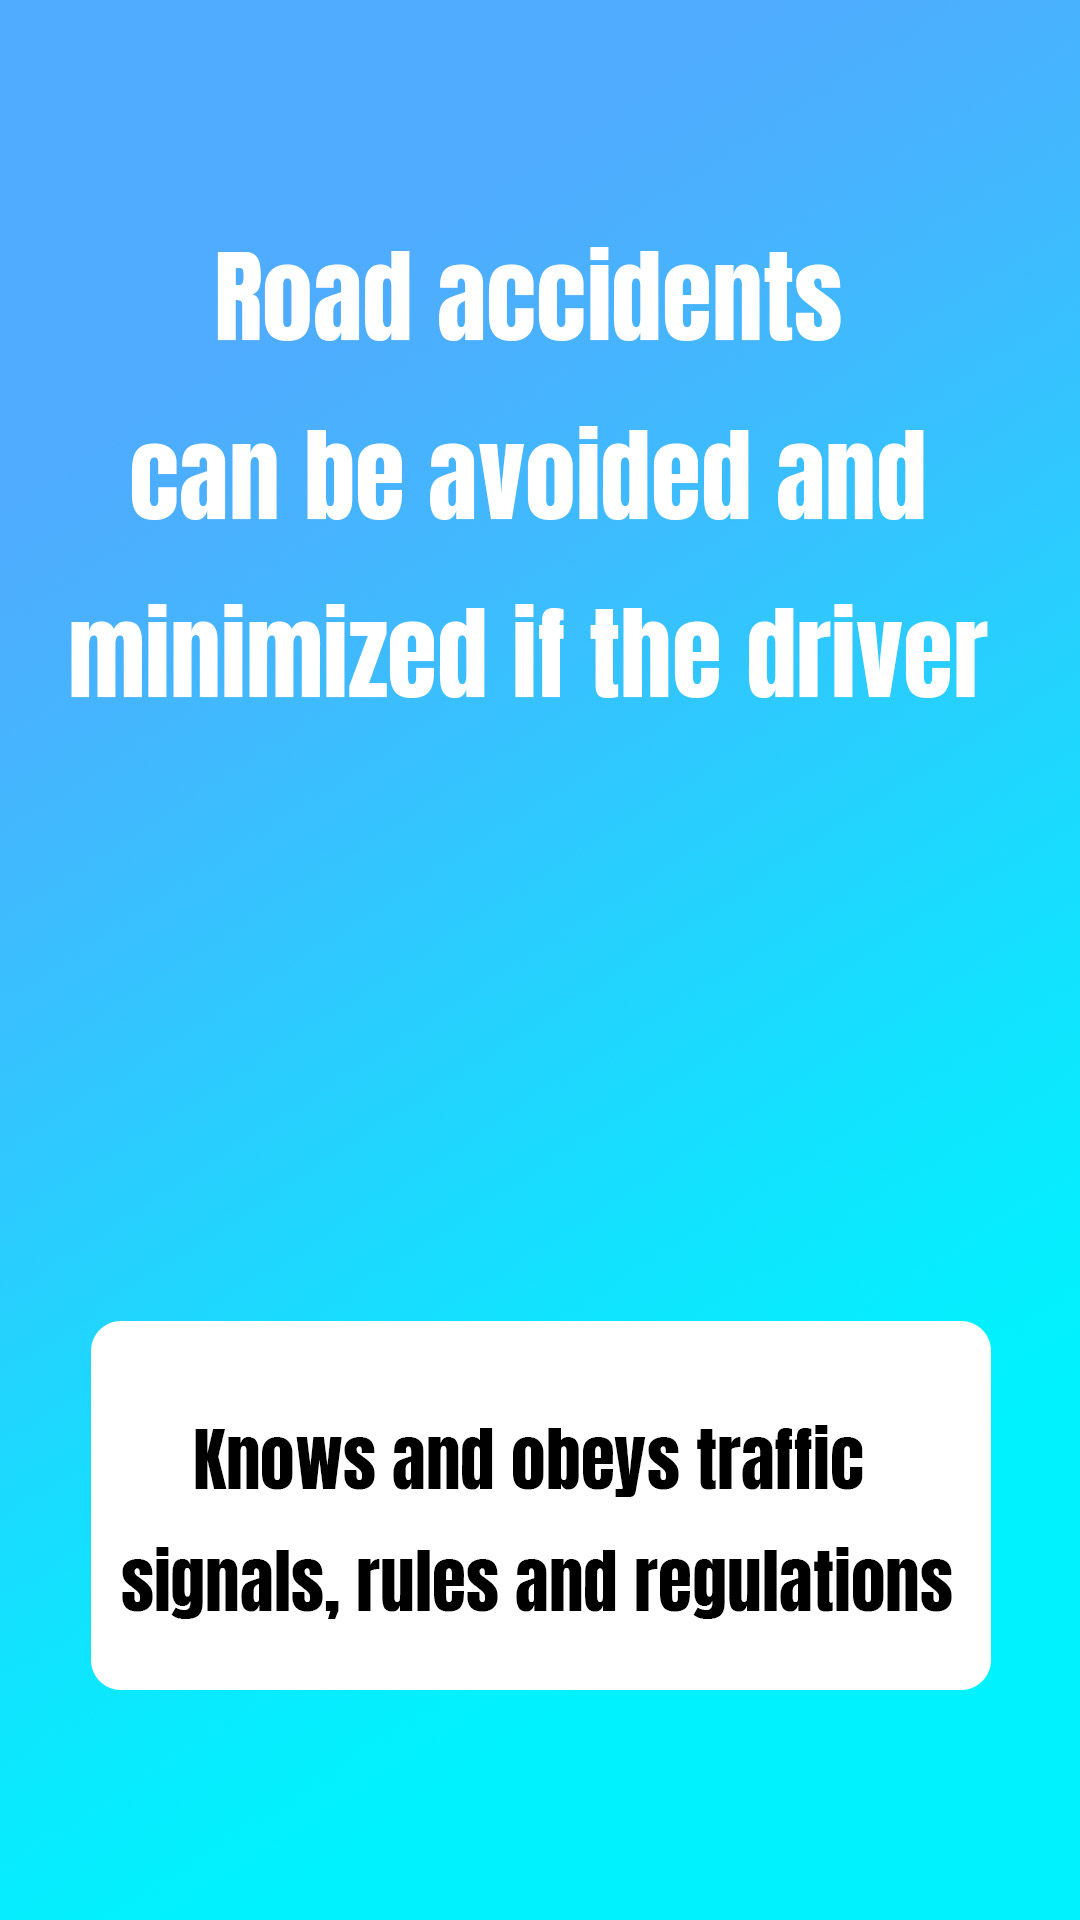 Road accidents
can be avoided and
minimized if the driver
Knows and obeys traffic
signals, rules and regulations